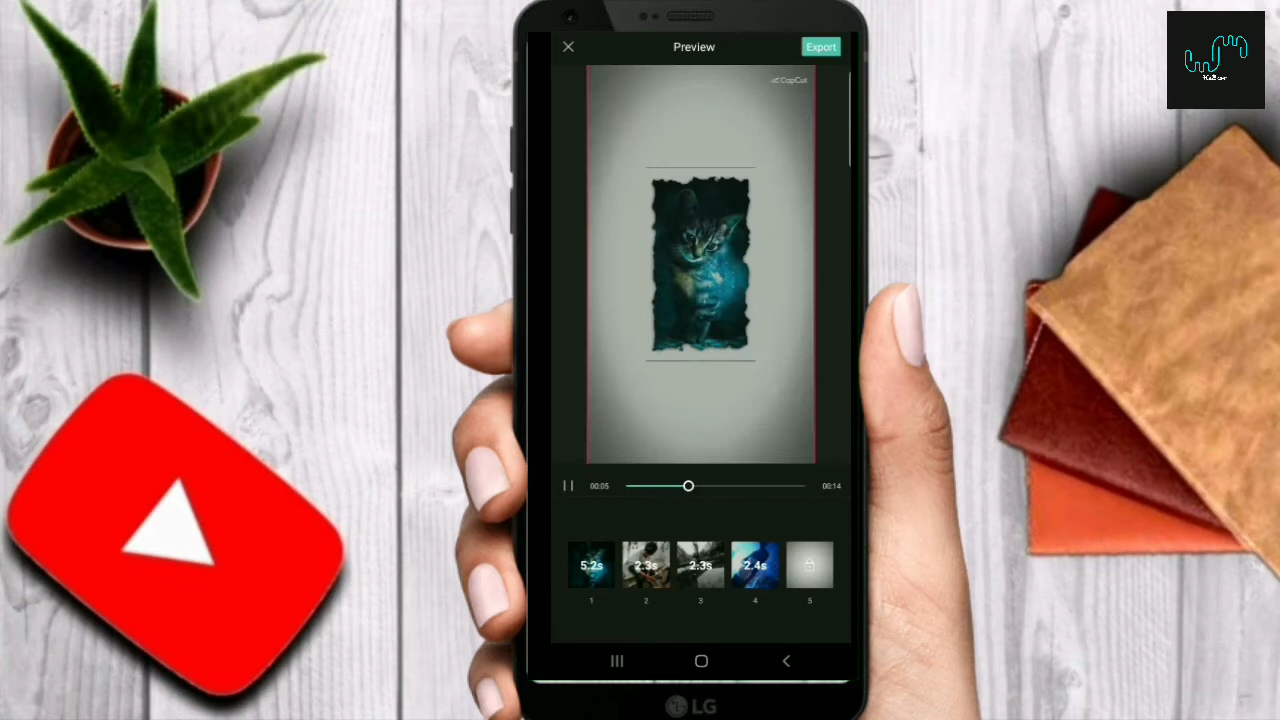 Preview
Export
CapCut
00:05
00:14
5.2s
2.3s
2.3s
2.4s
1
2
3
4
5
LG